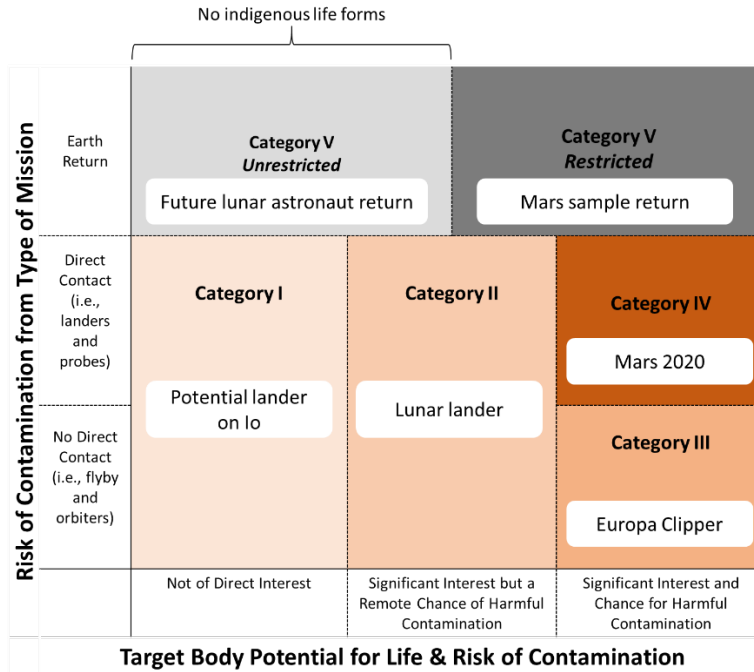 No indigenous life forms
Risk of Contamination from Type of Mission
Earth
Return
Category V
Unrestricted
Future lunar astronaut return
Category V
Restricted
Mars sample return
Direct
Contact
(i.e.,
landers
and
probes)
Category I
Potential lander
on Io
Category II
Lunar lander
Category IV
Mars 2020
No Direct
Contact
(i.e., flyby
and
orbiters)
Category III
Europa Clipper
Not of Direct Interest
Significant Interest but a
Remote Chance of Harmful
Contamination
Significant Interest and
Chance for Harmful
Contamination
Target Body Potential for Life & Risk of Contamination